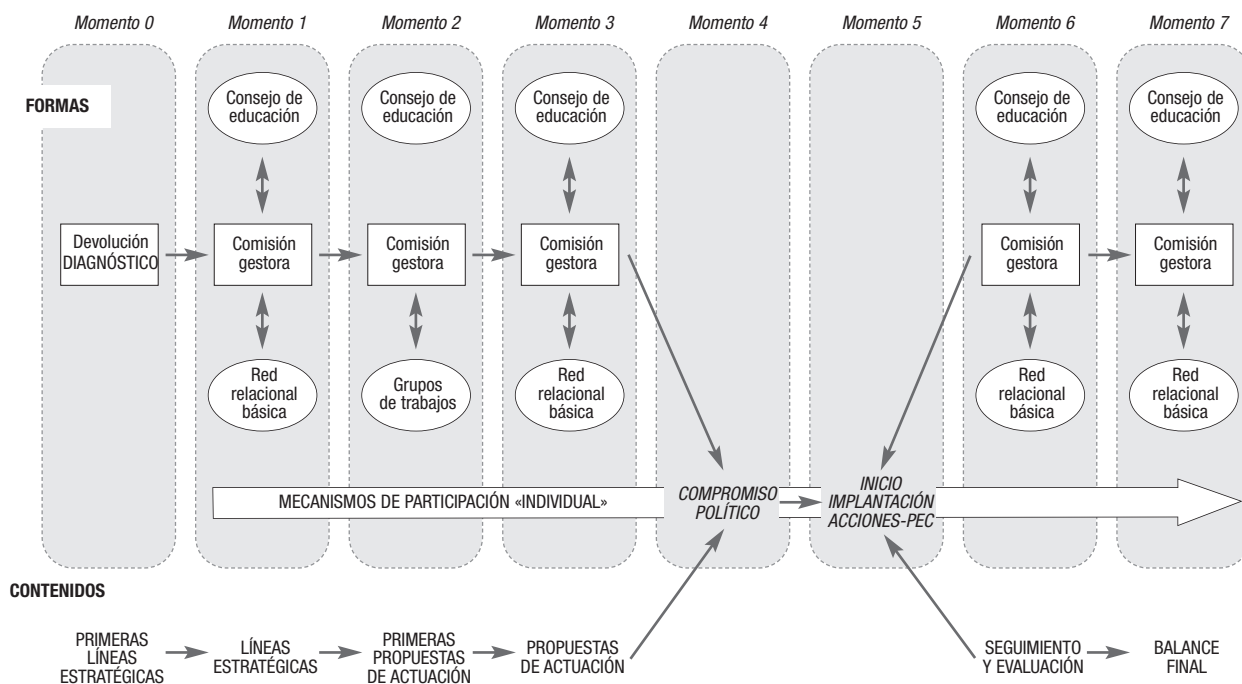 Momento 0
Momento 1
Momento 2
Momento 3
Momento 4
Momento 5
Momento 6
Momento 7
FORMAS
Consejo de
educación
Consejo de
educación
Consejo de
educación
Consejo de
educación
Consejo de
educación
Devolución
DIAGNÓSTICO
Comisión
gestora
Comisión
gestora
Comisión
gestora
Comisión
gestora
Comisión
gestora
Red
relacional
básica
Grupos
de trabajos
Red
relacional
básica
Red
relacional
básica
Red
relacional
básica
MECANISMOS DE PARTICIPACIÓN «INDIVIDUAL»
COMPROMISO
POLÍTICO
INICIO
IMPLANTACIÓN
ACCIONES-PEC
CONTENIDOS
PRIMERAS
LÍNEAS
ESTRATÉGICAS
LÍNEAS
ESTRATÉGICAS
PRIMERAS
PROPUESTAS
DE ACTUACIÓN
PROPUESTAS
DE ACTUACIÓN
SEGUIMIENTO
Y EVALUACIÓN
BALANCE
FINAL